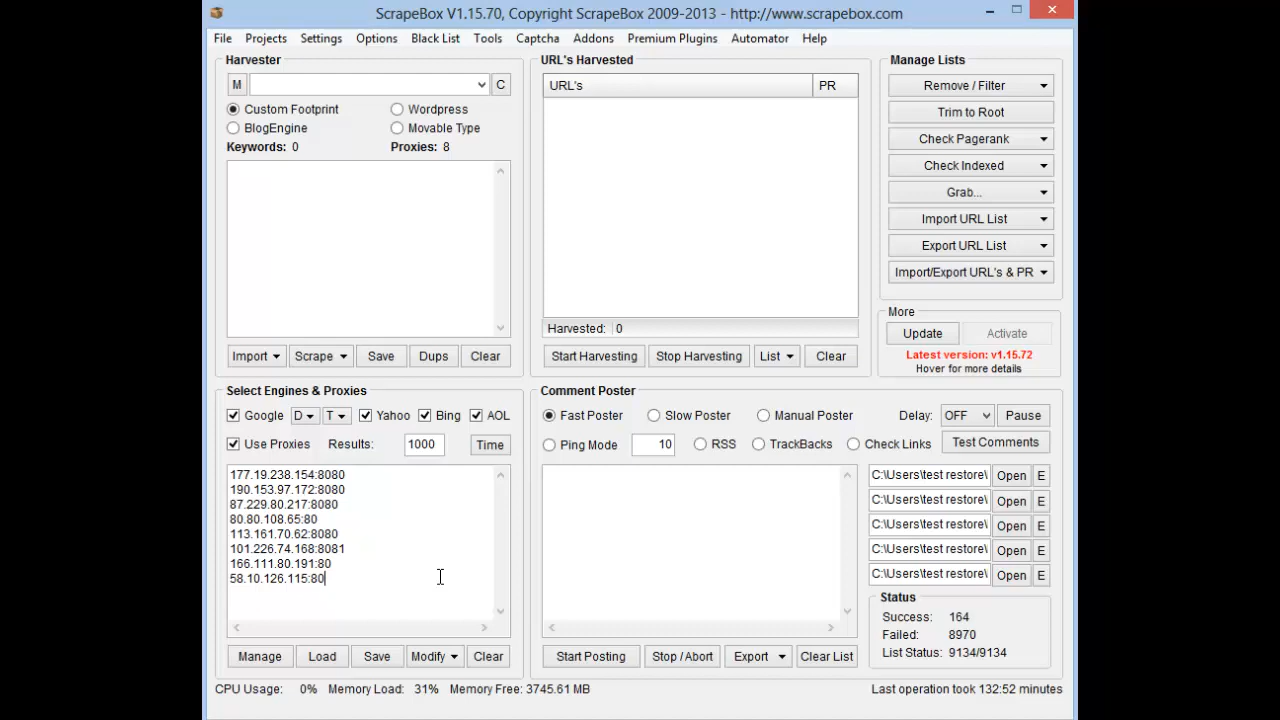 ScrapeBox V1.15.70, Copyright ScrapeBox 2009-2013 - http://www.scrapebox.com
File Projects Settings Options Black List Tools Captcha Addons Premium Plugins Automator Help
Harvester
M C
Custom Footprint Wordpress
BlogEngine Movable Type
Keywords: 0 Proxies: 8
Import Scrape Save Dups Clear
URL's Harvested
URL's PR
Harvested: 0
Start Harvesting Stop Harvesting List Clear
Manage Lists
Remove / Filter
Trim to Root
Check Pagerank
Check Indexed
Grab...
Import URL List
Export URL List
Import/Export URL's & PR
More
Update Activate
Latest version: v1.15.72
Hover for more details
Select Engines & Proxies
Google D T Yahoo Bing AOL
Use Proxies Results: 1000 Time
177.19.238.154:8080
190.153.97.172:8080
87.229.80.217:8080
80.80.108.65:80
113.161.70.62:8080
101.226.74.168:8081
166.111.80.191:80
58.10.126.115:80
Manage Load Save Modify Clear
Comment Poster
Fast Poster Slow Poster Manual Poster Delay: OFF Pause
Ping Mode 10 RSS TrackBacks Check Links Test Comments
C:\Users\test restore\ Open E
C:\Users\test restore\ Open E
C:\Users\test restore\ Open E
C:\Users\test restore\ Open E
C:\Users\test restore\ Open E
Status
Success: 164
Failed: 8970
List Status: 9134/9134
Start Posting Stop / Abort Export Clear List
CPU Usage: 0% Memory Load: 31% Memory Free: 3745.61 MB Last operation took 132:52 minutes